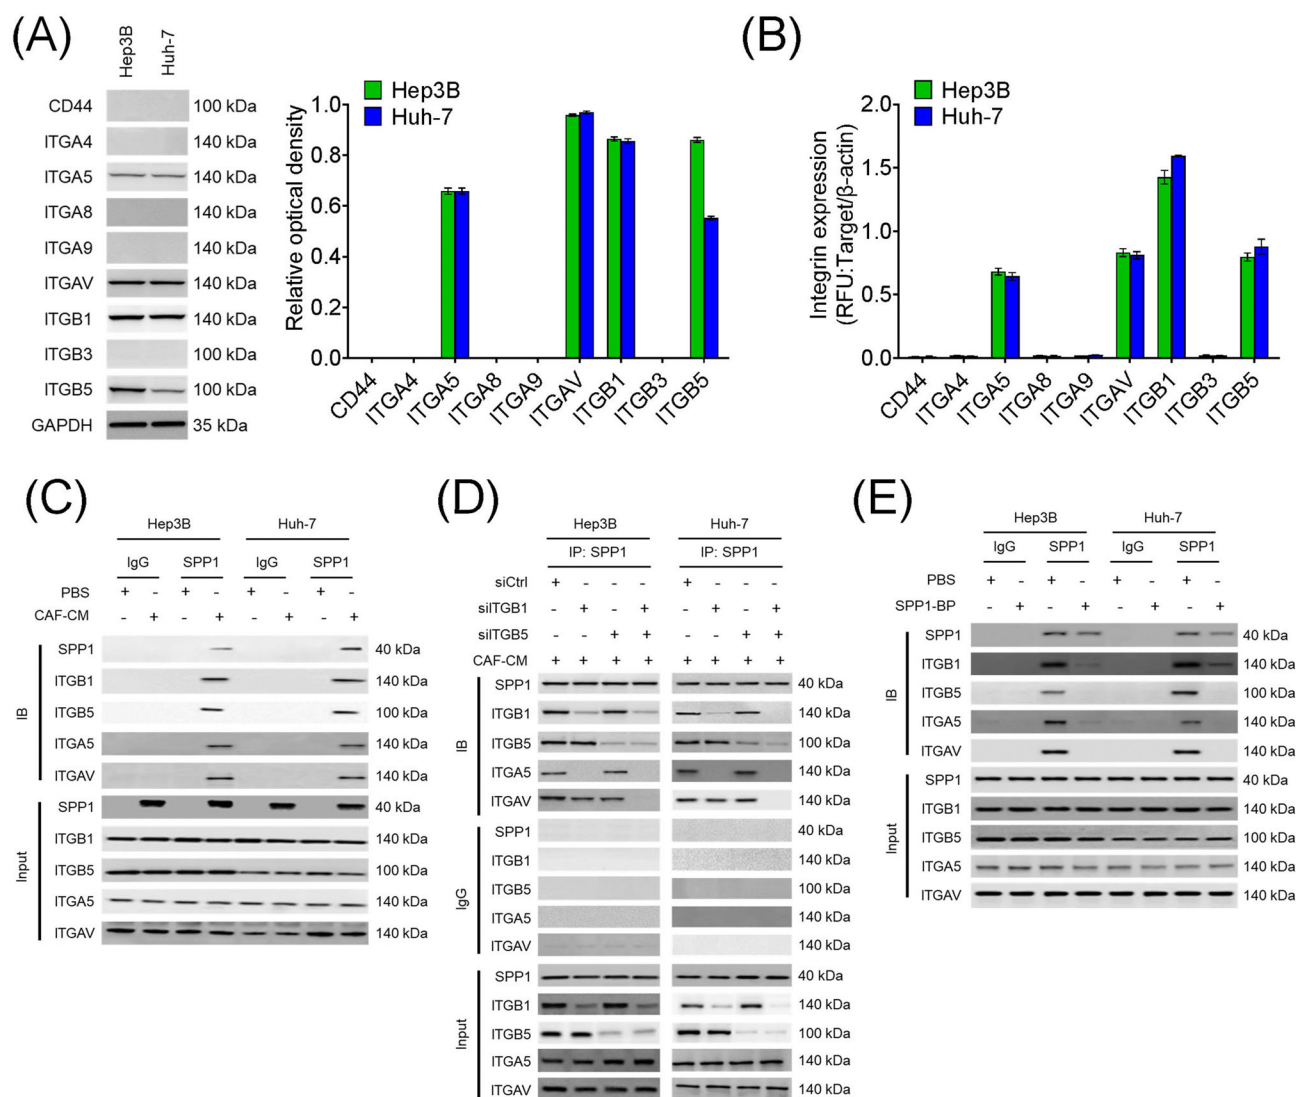 (A)
Hep3B Huh-7
CD44 100 kDa
ITGA4 140 kDa
ITGA5 140 kDa
ITGA8 140 kDa
ITGA9 140 kDa
ITGAV 140 kDa
ITGB1 140 kDa
ITGB3 100 kDa
ITGB5 100 kDa
GAPDH 35 kDa
Hep3B
Huh-7
Relative optical density
1.0
0.8
0.6
0.4
0.2
0.0
CD44 ITGA4 ITGA5 ITGA8 ITGA9 ITGAV ITGB1 ITGB3 ITGB5
(B)
Hep3B
Huh-7
Integrin expression
(RFU:Target/β-actin)
2.0
1.5
1.0
0.5
0.0
CD44 ITGA4 ITGA5 ITGA8 ITGA9 ITGAV ITGB1 ITGB3 ITGB5
(C)
Hep3B Huh-7
IgG SPP1 IgG SPP1
PBS + - + - + - + -
CAF-CM - + - + - + - +
IB
SPP1 40 kDa
ITGB1 140 kDa
ITGB5 100 kDa
ITGA5 140 kDa
ITGAV 140 kDa
Input
SPP1 40 kDa
ITGB1 140 kDa
ITGB5 100 kDa
ITGA5 140 kDa
ITGAV 140 kDa
(D)
Hep3B Huh-7
IP: SPP1 IP: SPP1
siCtrl + - - - + - - -
siITGB1 - + - + - + - +
siITGB5 - - + + - - + +
CAF-CM + + + + + + + +
IB
SPP1 40 kDa
ITGB1 140 kDa
ITGB5 100 kDa
ITGA5 140 kDa
ITGAV 140 kDa
IgG
SPP1 40 kDa
ITGB1 140 kDa
ITGB5 100 kDa
ITGA5 140 kDa
ITGAV 140 kDa
Input
SPP1 40 kDa
ITGB1 140 kDa
ITGB5 100 kDa
ITGA5 140 kDa
ITGAV 140 kDa
(E)
Hep3B Huh-7
IgG SPP1 IgG SPP1
PBS + - + - + - + -
SPP1-BP - + - + - + - +
IB
SPP1 40 kDa
ITGB1 140 kDa
ITGB5 100 kDa
ITGA5 140 kDa
ITGAV 140 kDa
Input
SPP1 40 kDa
ITGB1 140 kDa
ITGB5 100 kDa
ITGA5 140 kDa
ITGAV 140 kDa